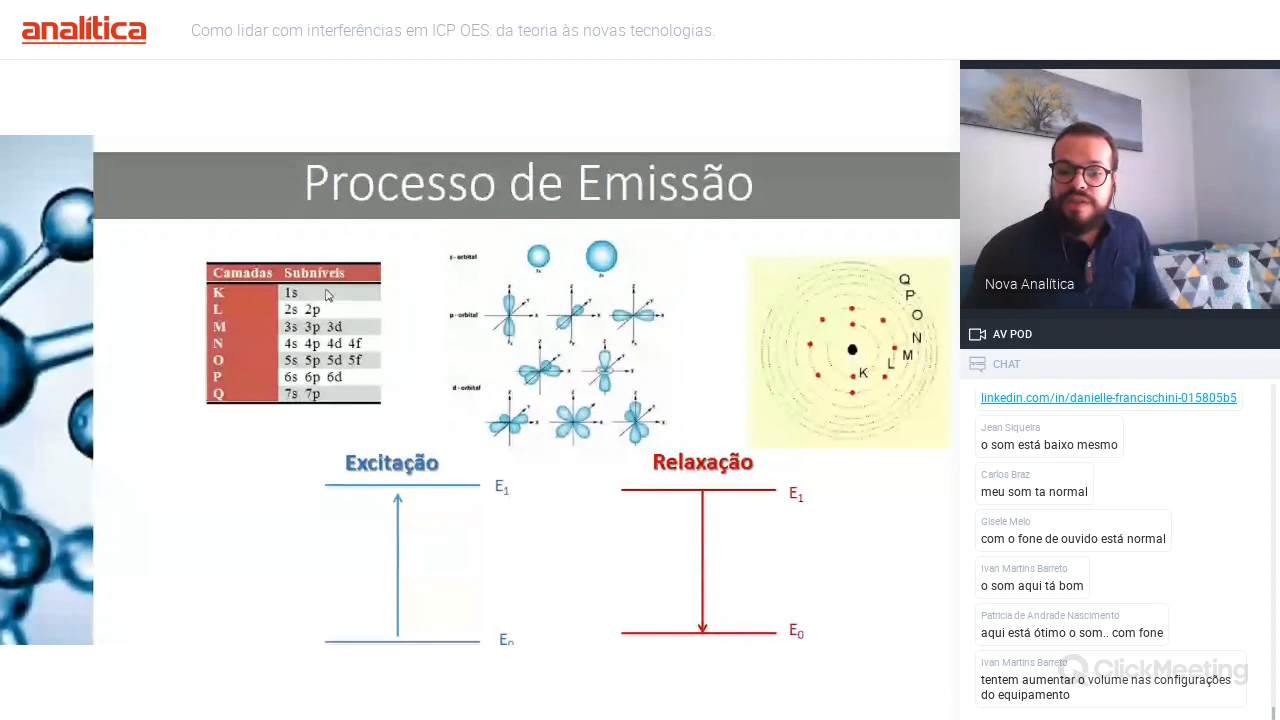 analítica
Como lidar com interferências em ICP OES: da teoria às novas tecnologias.
Processo de Emissão
Camadas Subníveis
K 1s
L 2s 2p
M 3s 3p 3d
N 4s 4p 4d 4f
O 5s 5p 5d 5f
P 6s 6p 6d
Q 7s 7p
s - orbital
1s 2s
p - orbital
d - orbital
Q
P
O
N
M
L
K
Excitação
E1
E0
Relaxação
E1
E0
Nova Analítica
AV POD
CHAT
linkedin.com/in/danielle-francischini-015805b5
Jean Siqueira
o som está baixo mesmo
Carlos Braz
meu som ta normal
Gisele Melo
com o fone de ouvido está normal
Ivan Martins Barreto
o som aqui tá bom
Patricia de Andrade Nascimento
aqui está ótimo o som.. com fone
Ivan Martins Barreto
tentem aumentar o volume nas configurações
do equipamento
ClickMeeting